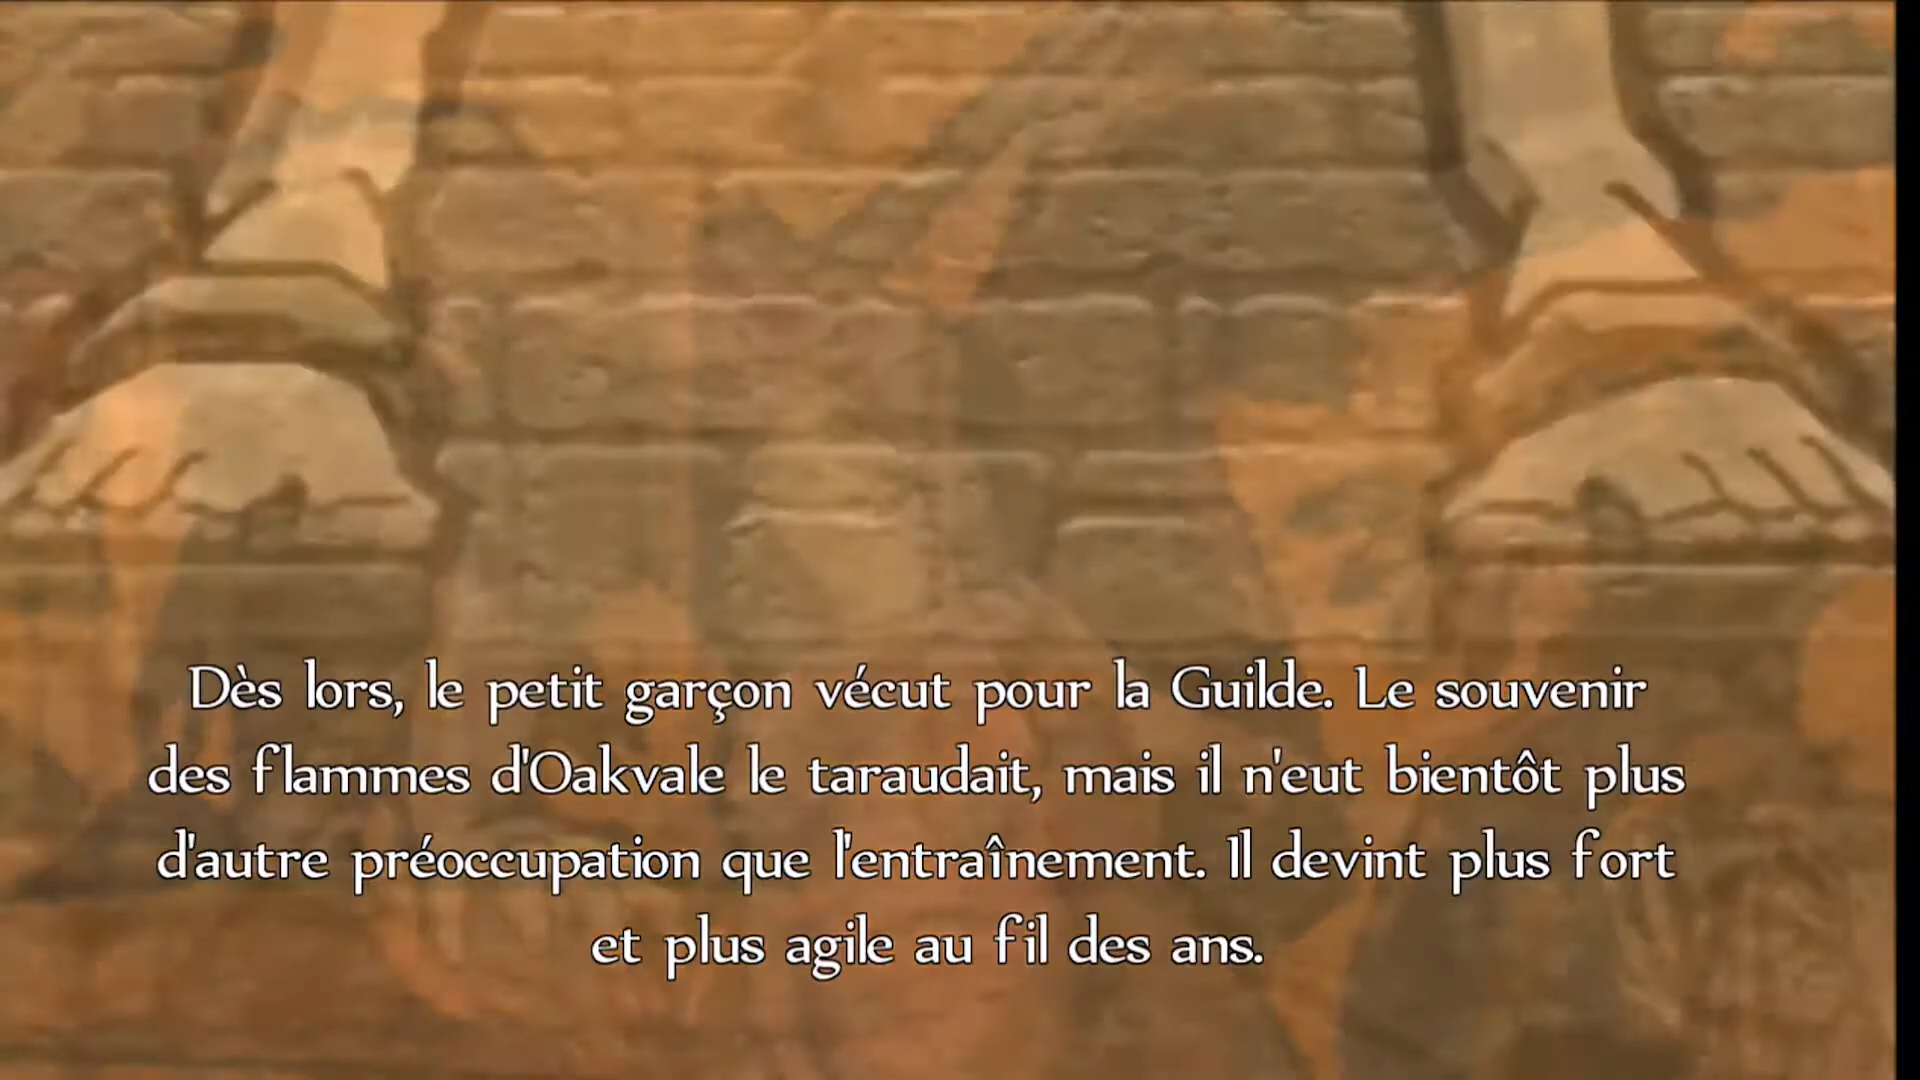 Dès lors, le petit garçon vécut pour la Guilde. Le souvenir
des flammes d'Oakvale le taraudait, mais il n'eut bientôt plus
d'autre préoccupation que l'entraînement. Il devint plus fort
et plus agile au fil des ans.